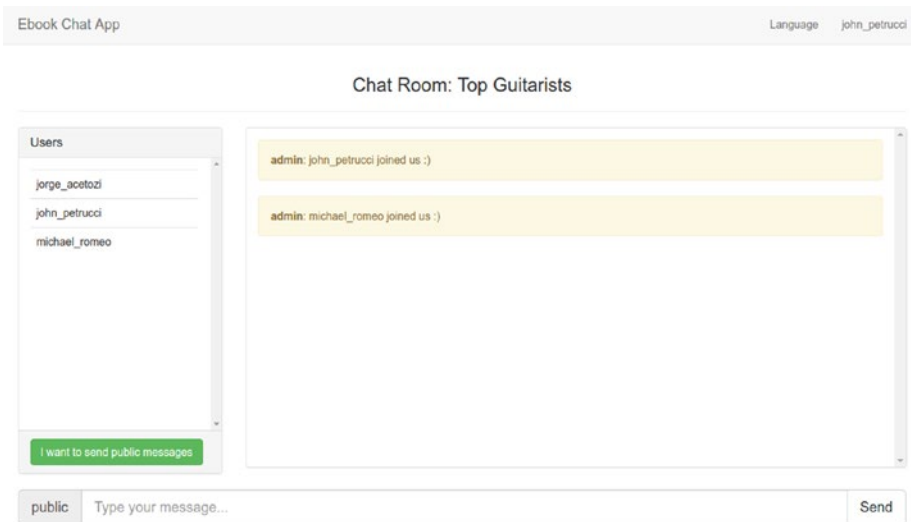 Ebook Chat App
Language john_petrucci
Chat Room: Top Guitarists
Users
jorge_acetozi
john_petrucci
michael_romeo
I want to send public messages
admin: john_petrucci joined us :)
admin: michael_romeo joined us :)
public Type your message... Send